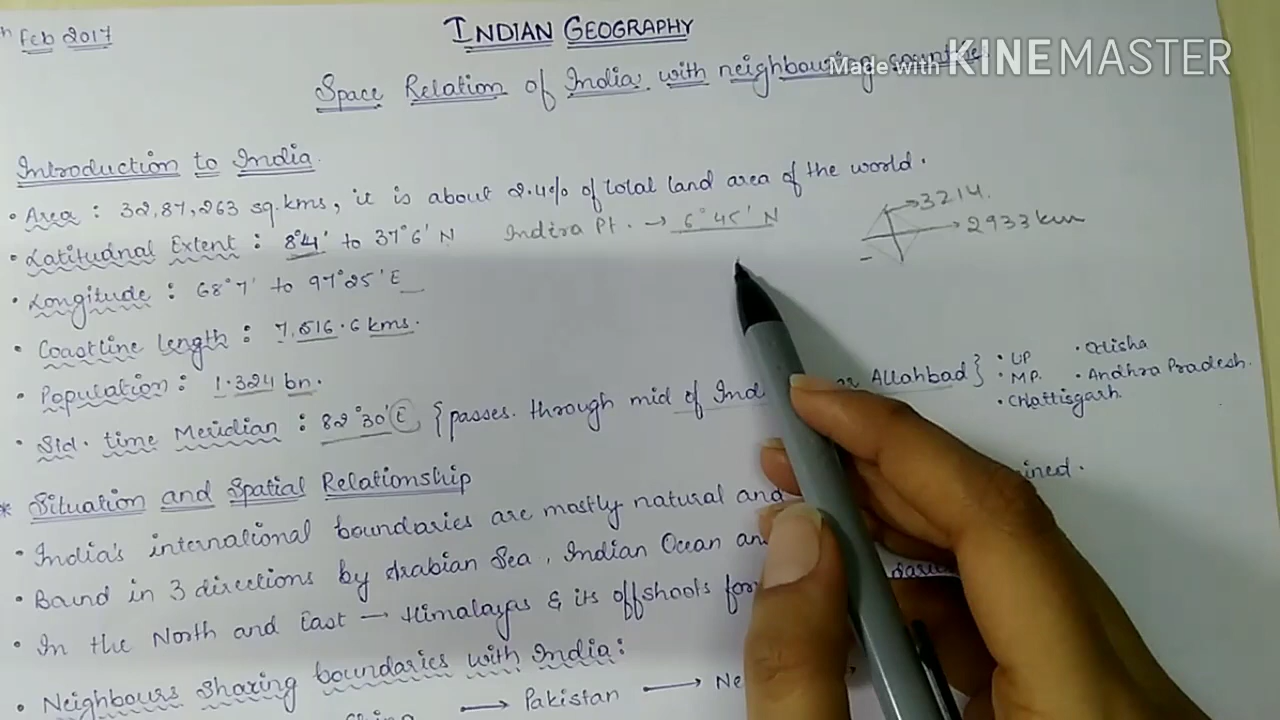 Feb 2017
INDIAN GEOGRAPHY
Made with KINEMASTER
Space Relation of India with neighbouring
Introduction to India.
• Area : 32,87,263 sq.kms, it is about 2.4% of total land area of the world.
• Latitudnal Extent : 8°4' to 37°6' N Indira Pt. → 6°45' N
3214.
2933 km
• Longitude : 68°7' to 97°25' E
• Coastline length : 7,516.6 kms.
• Population : 1.324 bn.
• Std. time Meridian : 82°30' E {passes through mid of Ind Allahbad} • UP • Odisha
• MP. • Andhra Pradesh.
• Chattisgarh
* Situation and Spatial Relationship
• India's international boundaries are mostly natural and
• Bound in 3 directions by Arabian Sea, Indian Ocean
• In the North and East → Himalayas & its offshoots
• Neighbours sharing boundaries with India:
→ Pakistan →